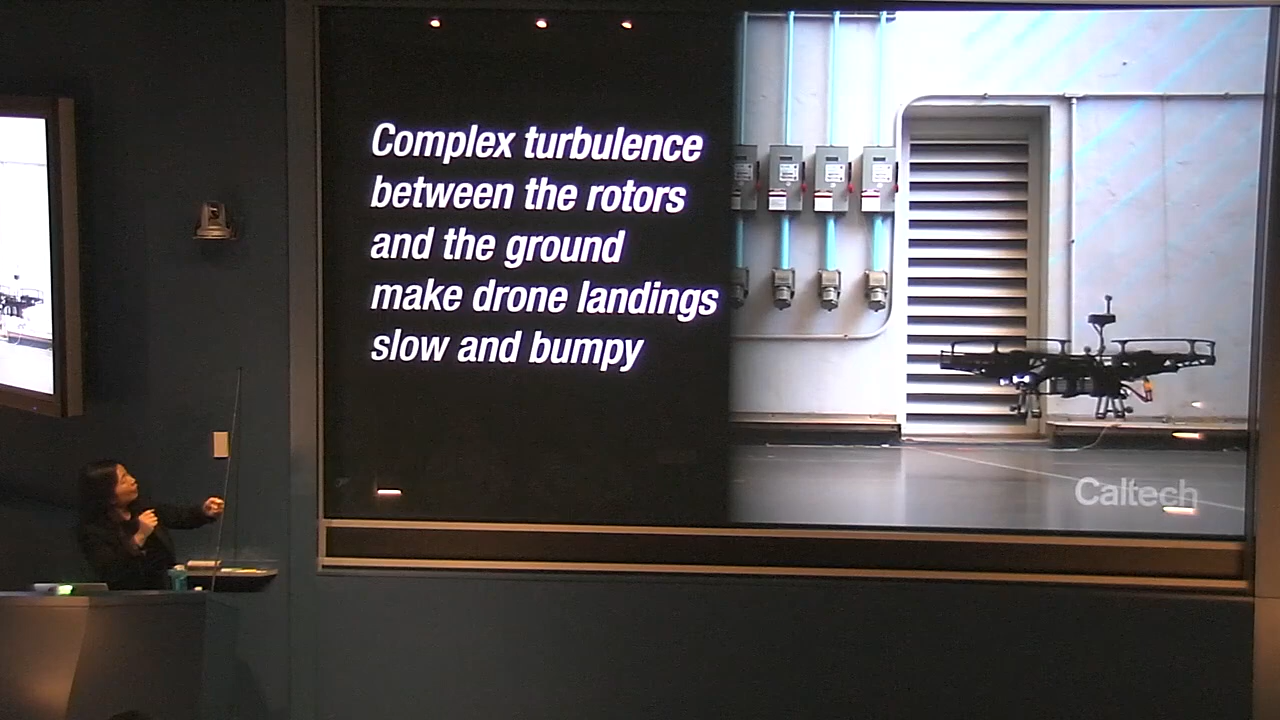 Complex turbulence
between the rotors
and the ground
make drone landings
slow and bumpy
Caltech